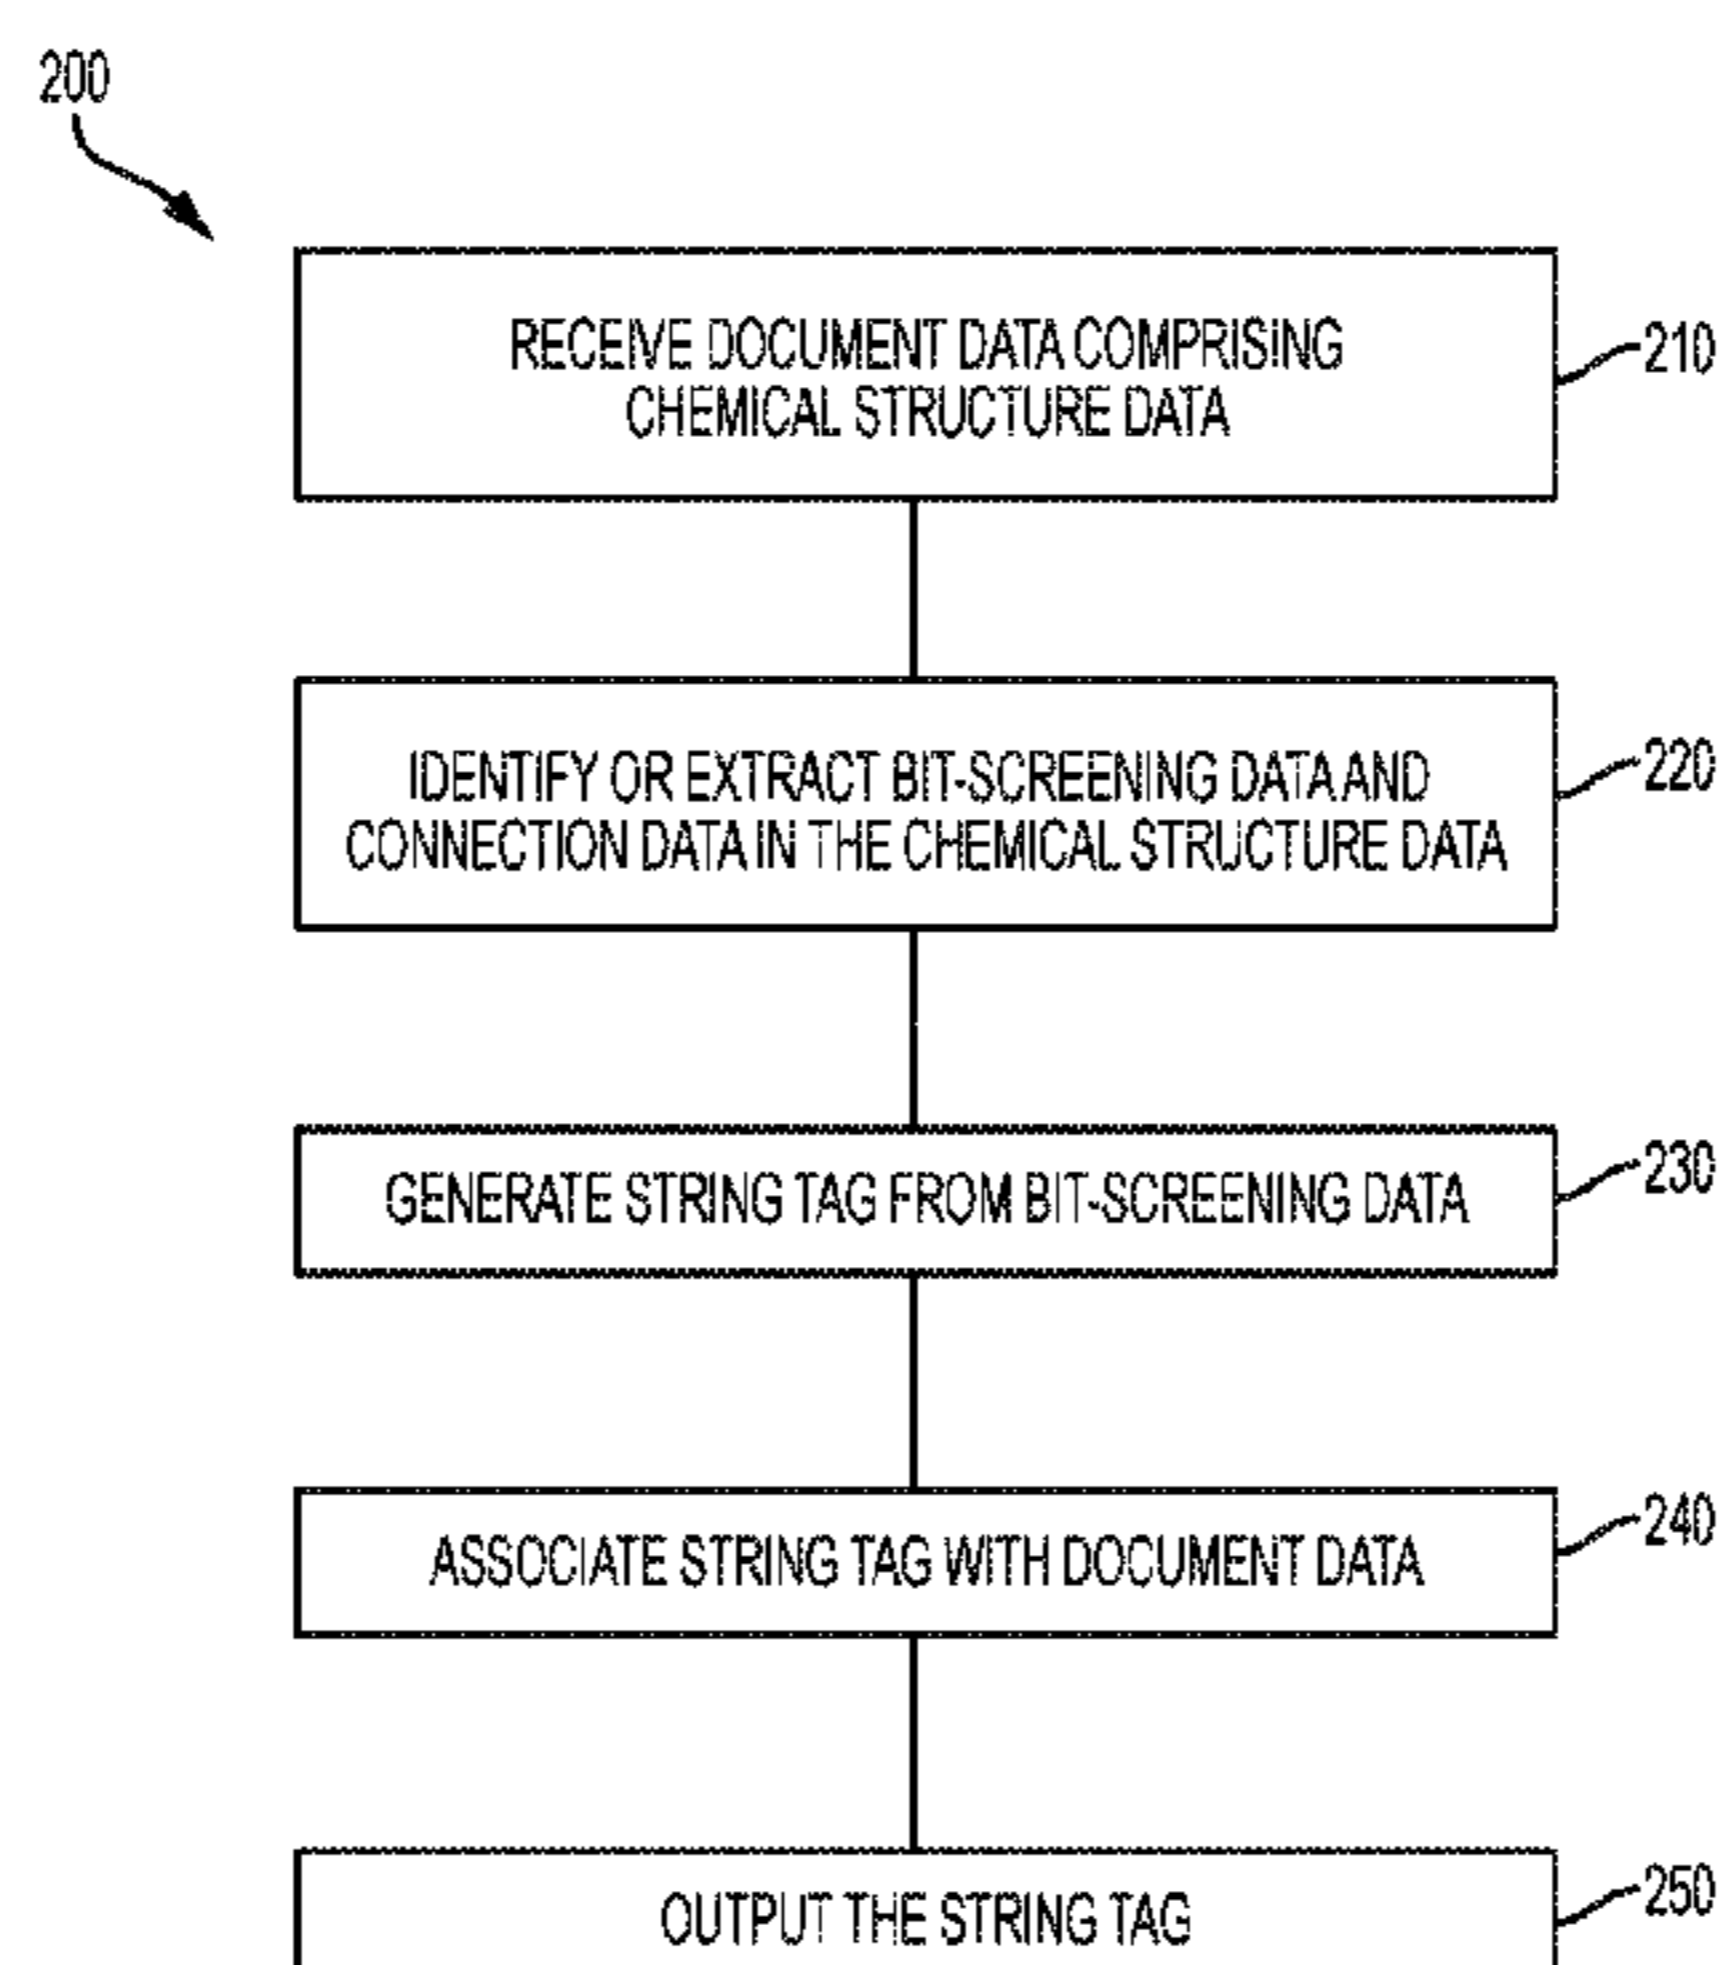 200
RECEIVE DOCUMENT DATA COMPRISING
CHEMICAL STRUCTURE DATA
210
IDENTIFY OR EXTRACT BIT-SCREENING DATA AND
CONNECTION DATA IN THE CHEMICAL STRUCTURE DATA
220
GENERATE STRING TAG FROM BIT-SCREENING DATA
230
ASSOCIATE STRING TAG WITH DOCUMENT DATA
240
OUTPUT THE STRING TAG
250